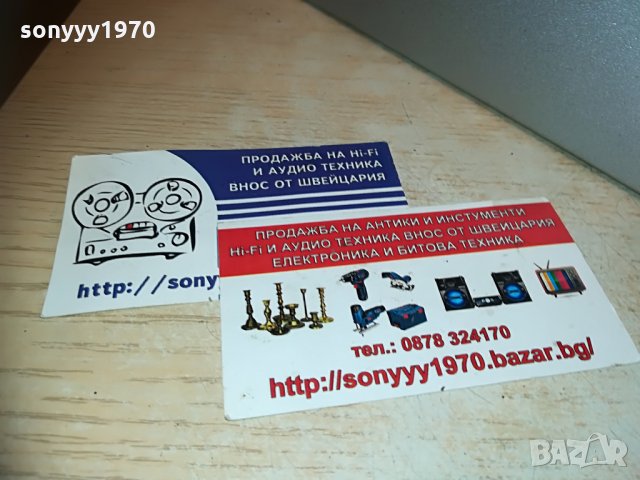 sonyyy1970
ПРОДАЖБА НА Hi-Fi
И АУДИО ТЕХНИКА
ВНОС ОТ ШВЕЙЦАРИЯ
http://sony
ПРОДАЖБА НА АНТИКИ И ИНСТУМЕНТИ
Hi-Fi И АУДИО ТЕХНИКА ВНОС ОТ ШВЕЙЦАРИЯ
ЕЛЕКТРОНИКА И БИТОВА ТЕХНИКА
тел.: 0878 324170
http://sonyyy1970.bazar.bg/
BAZAR